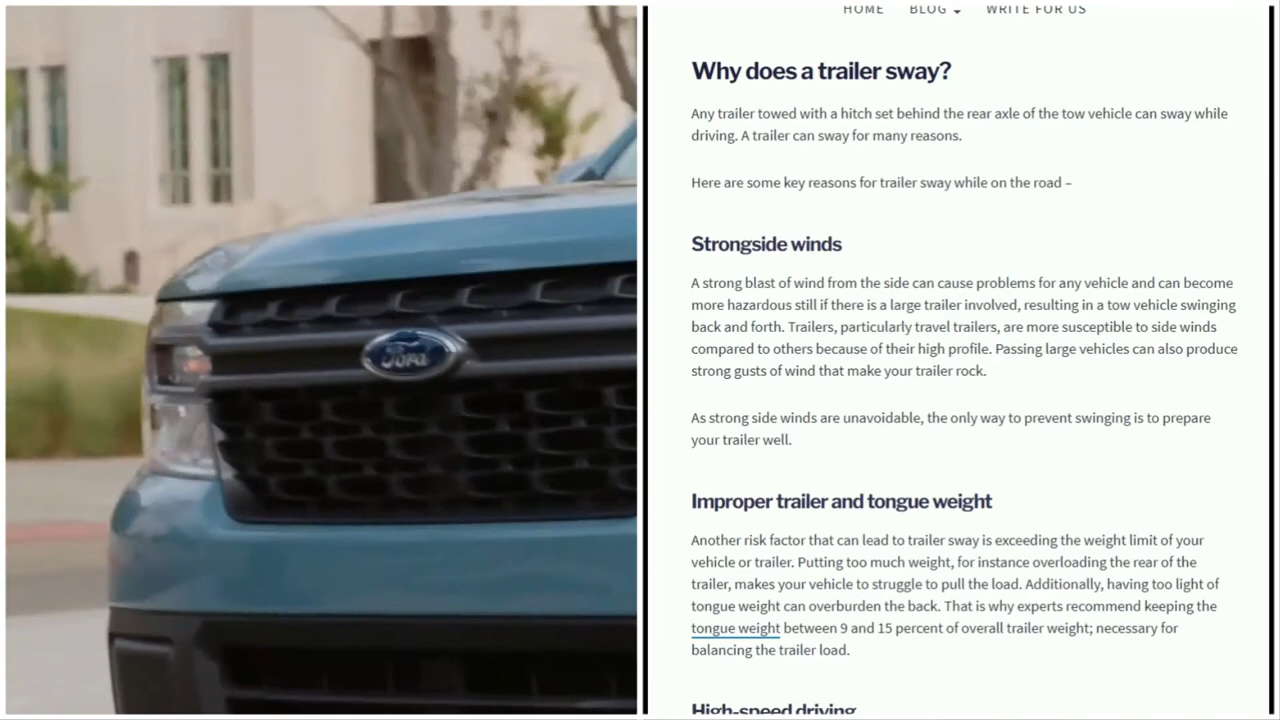 Ford
HOME BLOG WRITE FOR US
Why does a trailer sway?
Any trailer towed with a hitch set behind the rear axle of the tow vehicle can sway while
driving. A trailer can sway for many reasons.
Here are some key reasons for trailer sway while on the road –
Strongside winds
A strong blast of wind from the side can cause problems for any vehicle and can become
more hazardous still if there is a large trailer involved, resulting in a tow vehicle swinging
back and forth. Trailers, particularly travel trailers, are more susceptible to side winds
compared to others because of their high profile. Passing large vehicles can also produce
strong gusts of wind that make your trailer rock.
As strong side winds are unavoidable, the only way to prevent swinging is to prepare
your trailer well.
Improper trailer and tongue weight
Another risk factor that can lead to trailer sway is exceeding the weight limit of your
vehicle or trailer. Putting too much weight, for instance overloading the rear of the
trailer, makes your vehicle to struggle to pull the load. Additionally, having too light of
tongue weight can overburden the back. That is why experts recommend keeping the
tongue weight between 9 and 15 percent of overall trailer weight; necessary for
balancing the trailer load.
High-speed driving